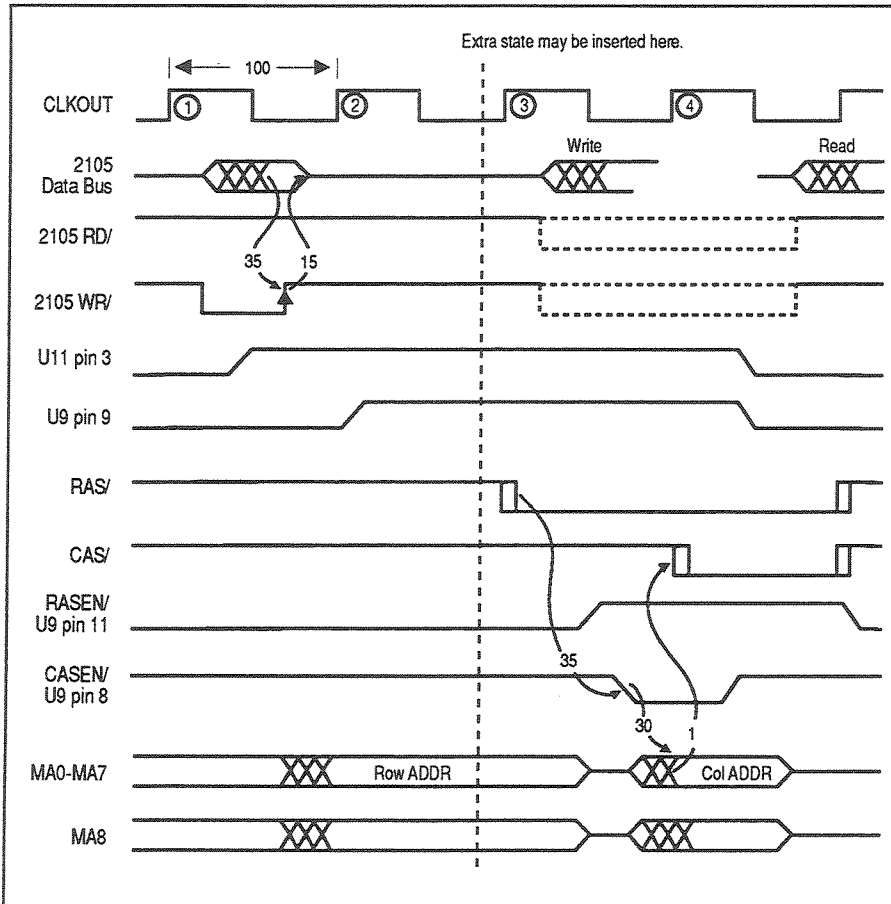 Extra state may be inserted here.
100
CLKOUT
1
2
3
4
2105
Data Bus
Write
Read
2105 RD/
35
15
2105 WR/
U11 pin 3
U9 pin 9
RAS/
CAS/
RASEN/
U9 pin 11
35
CASEN/
U9 pin 8
30
1
MA0-MA7
Row ADDR
Col ADDR
MA8